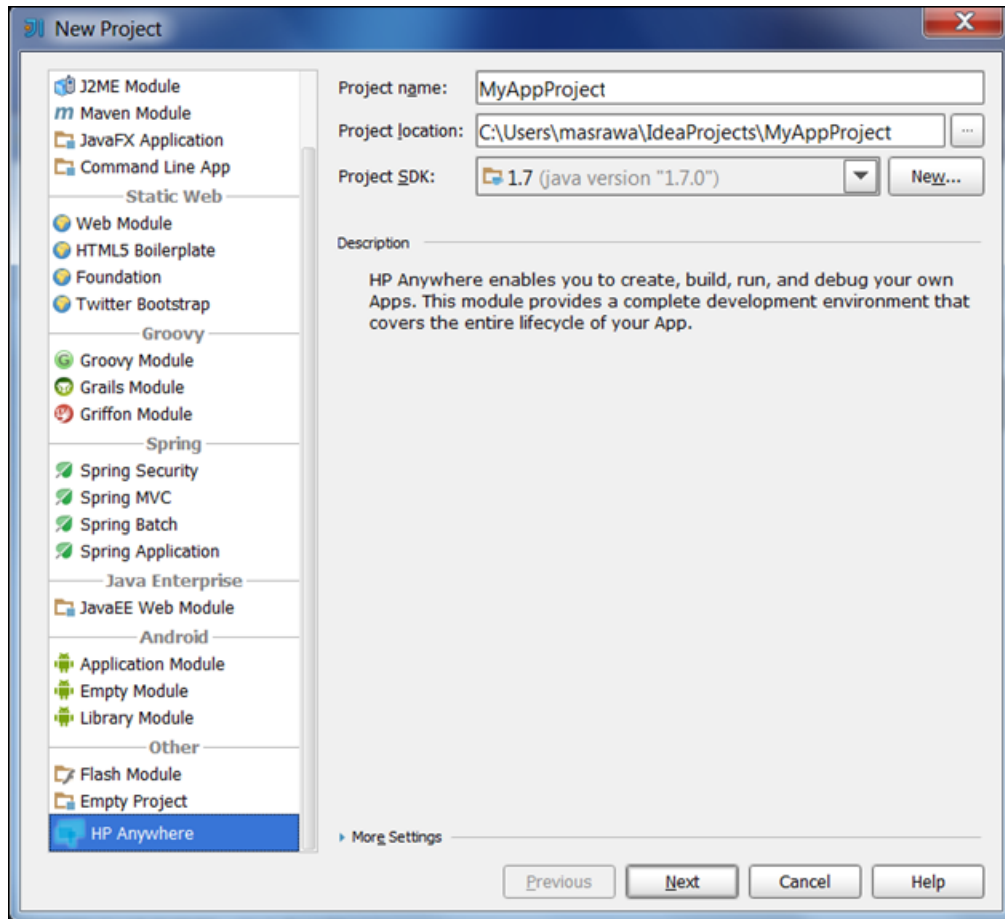 New Project
J2ME Module
Maven Module
JavaFX Application
Command Line App
Static Web
Web Module
HTML5 Boilerplate
Foundation
Twitter Bootstrap
Groovy
Groovy Module
Grails Module
Griffon Module
Spring
Spring Security
Spring MVC
Spring Batch
Spring Application
Java Enterprise
JavaEE Web Module
Android
Application Module
Empty Module
Library Module
Other
Flash Module
Empty Project
HP Anywhere
Project name: MyAppProject
Project location: C:\Users\masrawa\IdeaProjects\MyAppProject ...
Project SDK: 1.7 (java version "1.7.0") New...
Description
HP Anywhere enables you to create, build, run, and debug your own
Apps. This module provides a complete development environment that
covers the entire lifecycle of your App.
More Settings
Previous Next Cancel Help